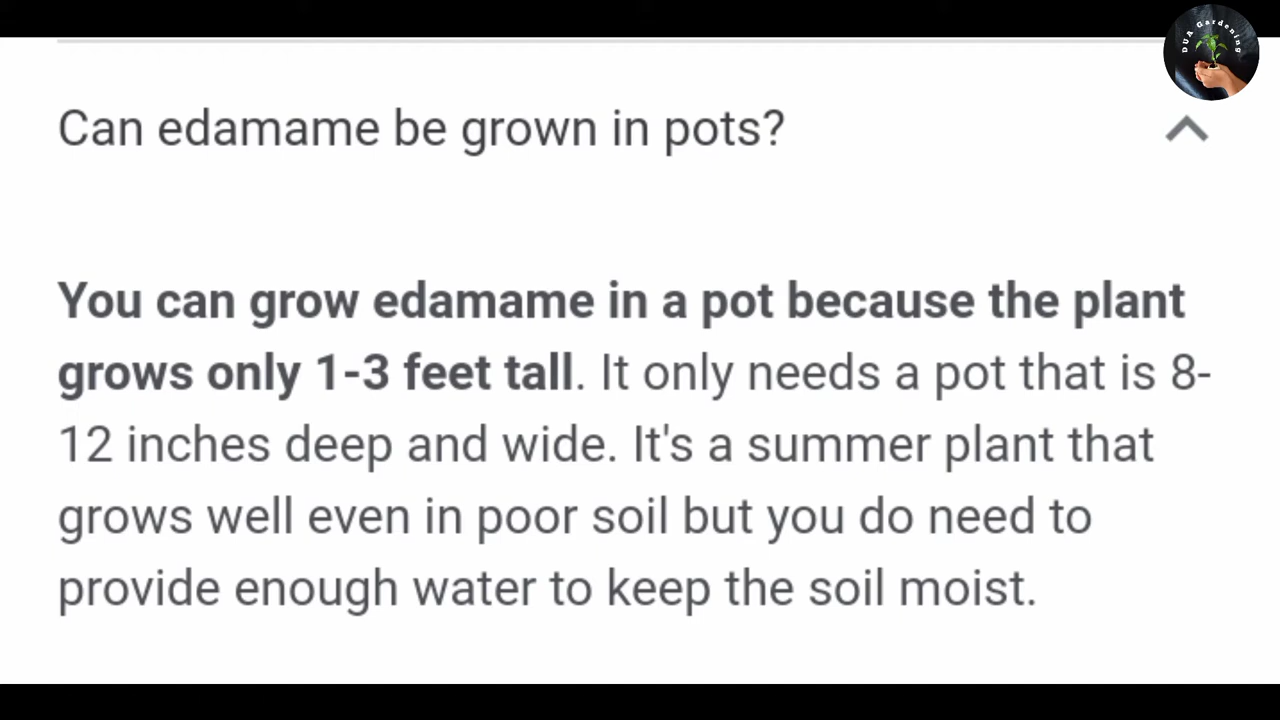 DUA Gardening
Can edamame be grown in pots?
You can grow edamame in a pot because the plant
grows only 1-3 feet tall. It only needs a pot that is 8-
12 inches deep and wide. It's a summer plant that
grows well even in poor soil but you do need to
provide enough water to keep the soil moist.